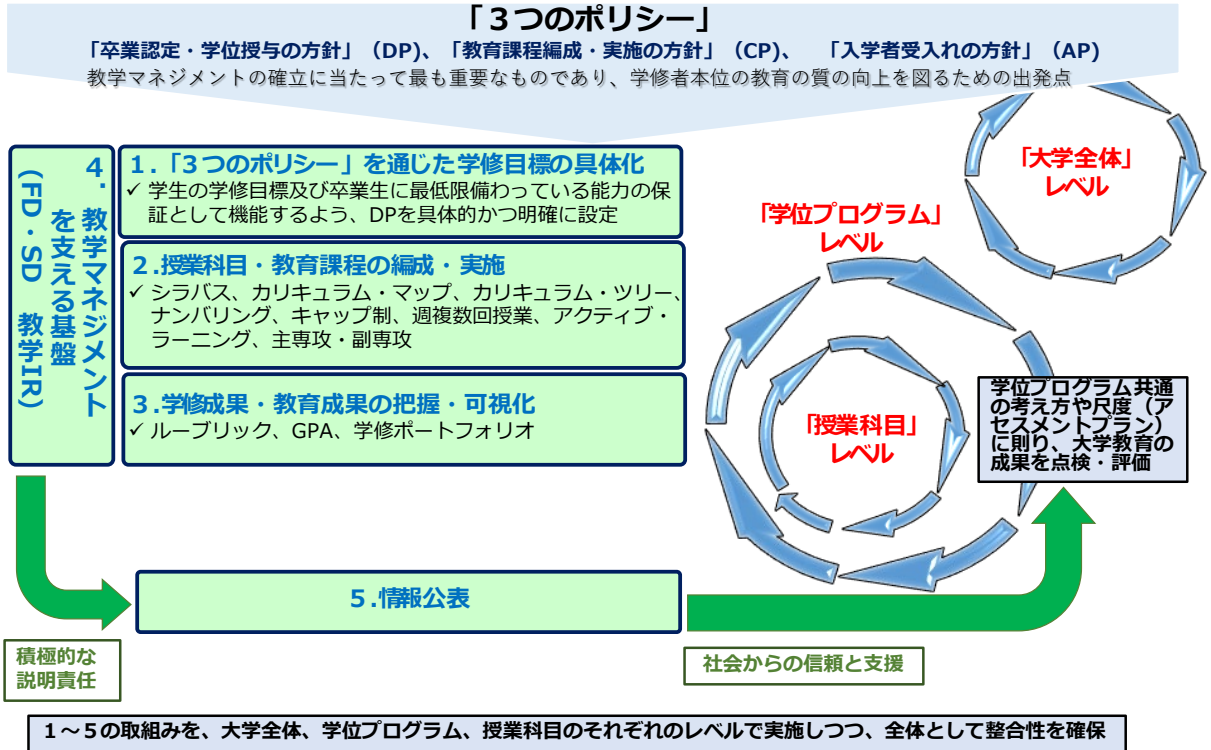 「３つのポリシー」
「卒業認定・学位授与の方針」（DP）、「教育課程編成・実施の方針」（CP）、　「入学者受入れの方針」（AP）
教学マネジメントの確立に当たって最も重要なものであり、学修者本位の教育の質の向上を図るための出発点
４．教学マネジメント
を支える基盤
（FD・SD　教学IR）
１.「３つのポリシー」を通じた学修目標の具体化
✓ 学生の学修目標及び卒業生に最低限備わっている能力の保
証として機能するよう、DPを具体的かつ明確に設定
２.授業科目・教育課程の編成・実施
✓ シラバス、カリキュラム・マップ、カリキュラム・ツリー、
ナンバリング、キャップ制、週複数回授業、アクティブ・
ラーニング、主専攻・副専攻
３.学修成果・教育成果の把握・可視化
✓ ルーブリック、GPA、学修ポートフォリオ
「大学全体」
レベル
「学位プログラム」
レベル
「授業科目」
レベル
学位プログラム共通
の考え方や尺度（ア
セスメントプラン）
に則り、大学教育の
成果を点検・評価
５.情報公表
積極的な
説明責任
社会からの信頼と支援
１～５の取組みを、大学全体、学位プログラム、授業科目のそれぞれのレベルで実施しつつ、全体として整合性を確保